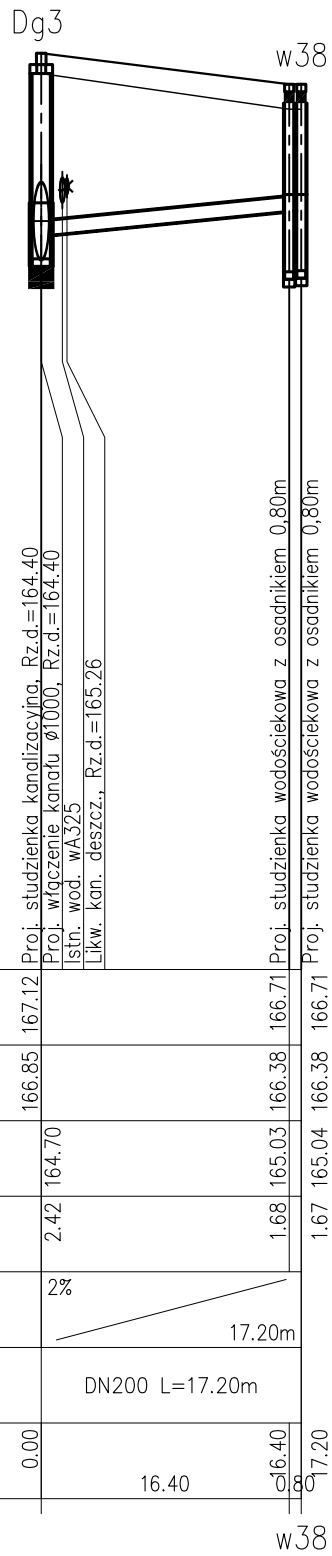 Dg3
w38
Proj. studzienka kanalizacyjna, Rz.d.=164.40
Proj. włączenie kanału ø1000, Rz.d.=164.40
Istn. wod. wA325
Likw. kan. deszcz., Rz.d.=165.26
Proj. studzienka wodościekowa z osadnikiem 0,80m
Proj. studzienka wodościekowa z osadnikiem 0,80m
167.12
166.71
166.71
166.85
166.38
166.38
164.70
165.03
165.04
2.42
1.68
1.67
2%
17.20m
DN200 L=17.20m
0.00
16.40
17.20
16.40
0.80
w38